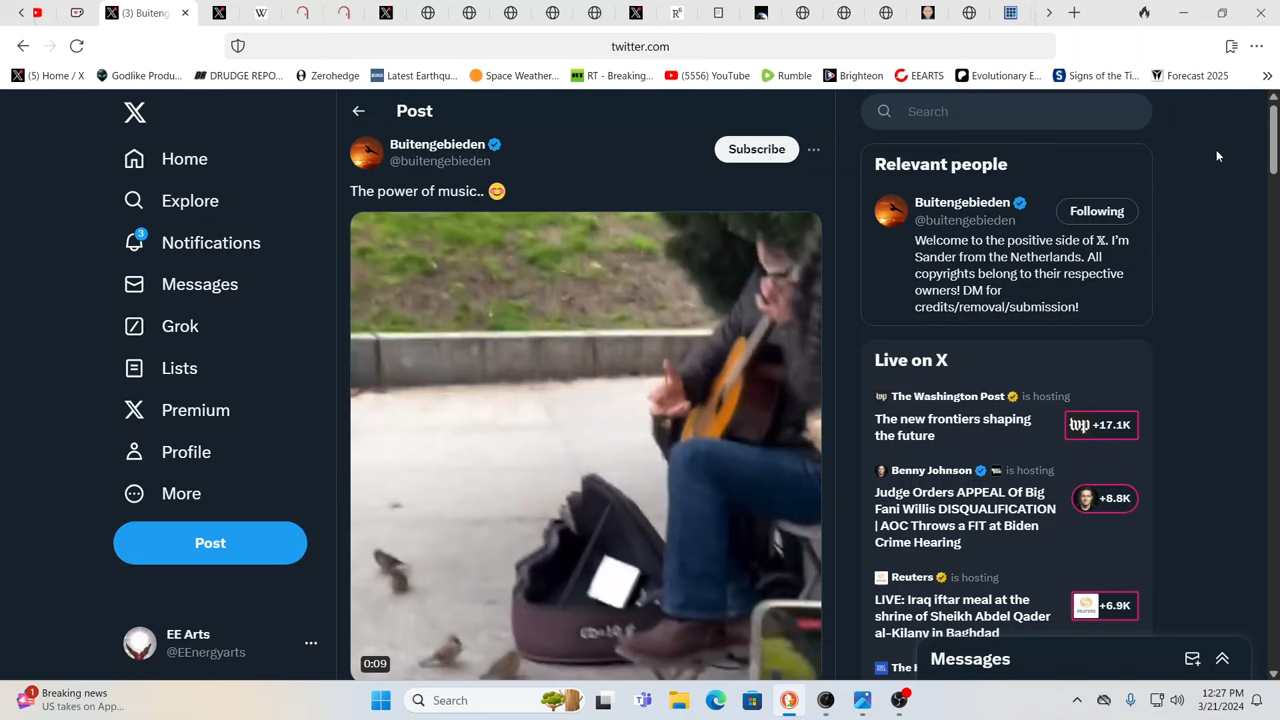 (3) Buiteng
twitter.com
(5) Home / X
Godlike Produ...
DRUDGE REPO...
Zerohedge
Latest Earthqu...
Space Weather...
RT - Breaking...
(5556) YouTube
Rumble
Brighteon
EEARTS
Evolutionary E...
Signs of the Ti...
Forecast 2025
Post
Search
Buitengebieden
@buitengebieden
Subscribe
The power of music..
0:09
Home
Explore
3
Notifications
Messages
Grok
Lists
Premium
Profile
More
Post
EE Arts
@EEnergyarts
Relevant people
Buitengebieden
@buitengebieden
Following
Welcome to the positive side of 𝕏. I'm
Sander from the Netherlands. All
copyrights belong to their respective
owners! DM for
credits/removal/submission!
Live on X
The Washington Post is hosting
The new frontiers shaping
the future
+17.1K
Benny Johnson is hosting
Judge Orders APPEAL Of Big
Fani Willis DISQUALIFICATION
| AOC Throws a FIT at Biden
Crime Hearing
+8.8K
Reuters is hosting
LIVE: Iraq iftar meal at the
shrine of Sheikh Abdel Qader
al-Kilany in Baghdad
+6.9K
Messages
1
Breaking news
US takes on App...
Search
12:27 PM
3/21/2024